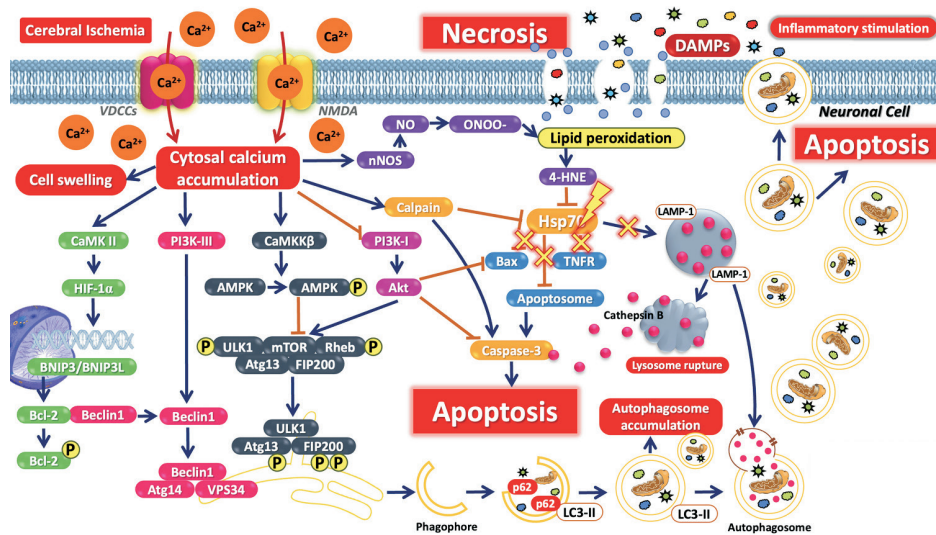 Cerebral Ischemia
Ca²⁺
Ca²⁺
Ca²⁺
Necrosis
DAMPs
Inflammatory stimulation
Ca²⁺
Ca²⁺
VDCCs
NMDA
Neuronal Cell
Ca²⁺
Ca²⁺
Ca²⁺
NO
ONOO-
Lipid peroxidation
Apoptosis
Cell swelling
Cytosal calcium
accumulation
nNOS
4-HNE
Calpain
Hsp70
LAMP-1
CaMK II
PI3K-III
CaMKKβ
PI3K-I
Bax
TNFR
LAMP-1
HIF-1α
AMPK
AMPK
P
Akt
Apoptosome
Cathepsin B
P
ULK1
mTOR
Rheb
P
Atg13
FIP200
Caspase-3
Lysosome rupture
BNIP3/BNIP3L
Bcl-2
Beclin1
Beclin1
Apoptosis
Autophagosome
accumulation
ULK1
Atg13
FIP200
P
P
P
Bcl-2
P
Beclin1
Atg14
VPS34
p62
p62
LC3-II
LC3-II
Phagophore
Autophagosome